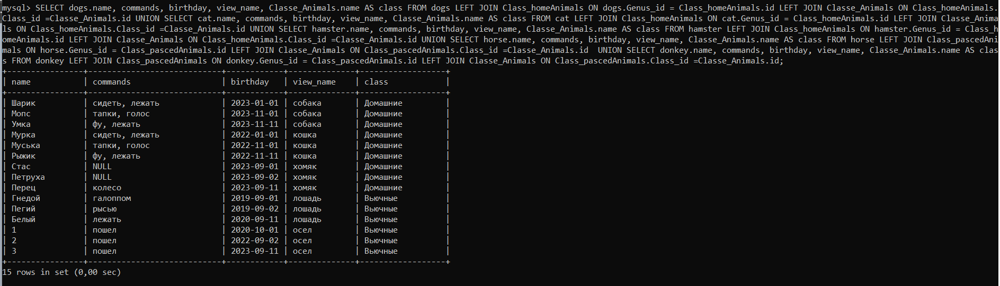 mysql> SELECT dogs.name, commands, birthday, view_name, Classe_Animals.name AS class FROM dogs LEFT JOIN Class_homeAnimals ON dogs.Genus_id = Class_homeAnimals.id LEFT JOIN Classe_Animals ON Class_homeAnimals.
Class_id =Classe_Animals.id UNION SELECT cat.name, commands, birthday, view_name, Classe_Animals.name AS class FROM cat LEFT JOIN Class_homeAnimals ON cat.Genus_id = Class_homeAnimals.id LEFT JOIN Classe_Anima
ls ON Class_homeAnimals.Class_id =Classe_Animals.id UNION SELECT hamster.name, commands, birthday, view_name, Classe_Animals.name AS class FROM hamster LEFT JOIN Class_homeAnimals ON hamster.Genus_id = Class_h
omeAnimals.id LEFT JOIN Classe_Animals ON Class_homeAnimals.Class_id =Classe_Animals.id UNION SELECT horse.name, commands, birthday, view_name, Classe_Animals.name AS class FROM horse LEFT JOIN Class_pascedAni
mals ON horse.Genus_id = Class_pascedAnimals.id LEFT JOIN Classe_Animals ON Class_pascedAnimals.Class_id =Classe_Animals.id  UNION SELECT donkey.name, commands, birthday, view_name, Classe_Animals.name AS clas
s FROM donkey LEFT JOIN Class_pascedAnimals ON donkey.Genus_id = Class_pascedAnimals.id LEFT JOIN Classe_Animals ON Class_pascedAnimals.Class_id =Classe_Animals.id;
+----------------+----------------------------+------------+--------------+------------------+
| name           | commands                   | birthday   | view_name    | class            |
+----------------+----------------------------+------------+--------------+------------------+
| Шарик          | сидеть, лежать             | 2023-01-01 | собака       | Домашние         |
| Мопс           | тапки, голос               | 2023-11-01 | собака       | Домашние         |
| Умка           | фу, лежать                 | 2023-11-11 | собака       | Домашние         |
| Мурка          | сидеть, лежать             | 2022-01-01 | кошка        | Домашние         |
| Муська         | тапки, голос               | 2022-11-01 | кошка        | Домашние         |
| Рыжик          | фу, лежать                 | 2022-11-11 | кошка        | Домашние         |
| Стас           | NULL                       | 2023-09-01 | хомяк        | Домашние         |
| Петруха        | NULL                       | 2023-09-02 | хомяк        | Домашние         |
| Перец          | колесо                     | 2023-09-11 | хомяк        | Домашние         |
| Гнедой         | галоппом                   | 2019-09-01 | лошадь       | Вьючные          |
| Пегий          | рысью                      | 2019-09-02 | лошадь       | Вьючные          |
| Белый          | лежать                     | 2020-09-11 | лошадь       | Вьючные          |
| 1              | пошел                      | 2020-10-01 | осел         | Вьючные          |
| 2              | пошел                      | 2022-09-02 | осел         | Вьючные          |
| 3              | пошел                      | 2023-09-11 | осел         | Вьючные          |
+----------------+----------------------------+------------+--------------+------------------+
15 rows in set (0,00 sec)